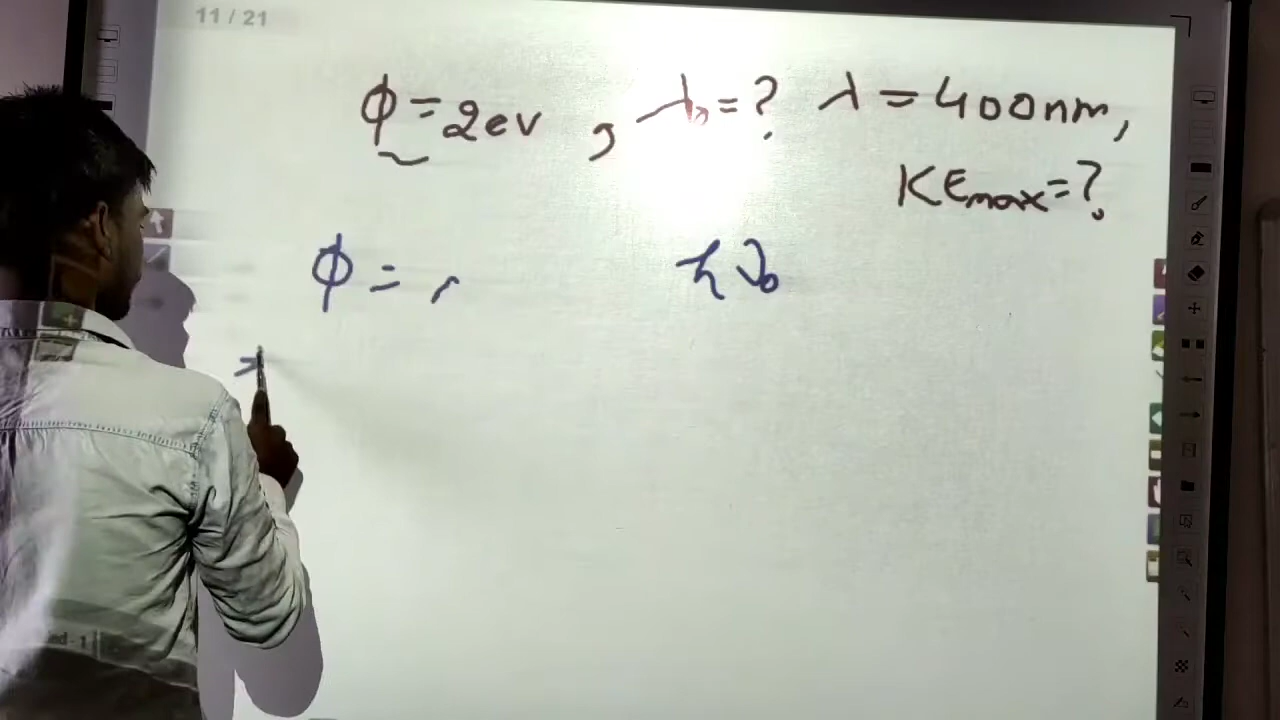 11 / 21
ϕ = 2ev , λ₀ = ? λ = 400nm,
KEmax = ?
ϕ = hν₀